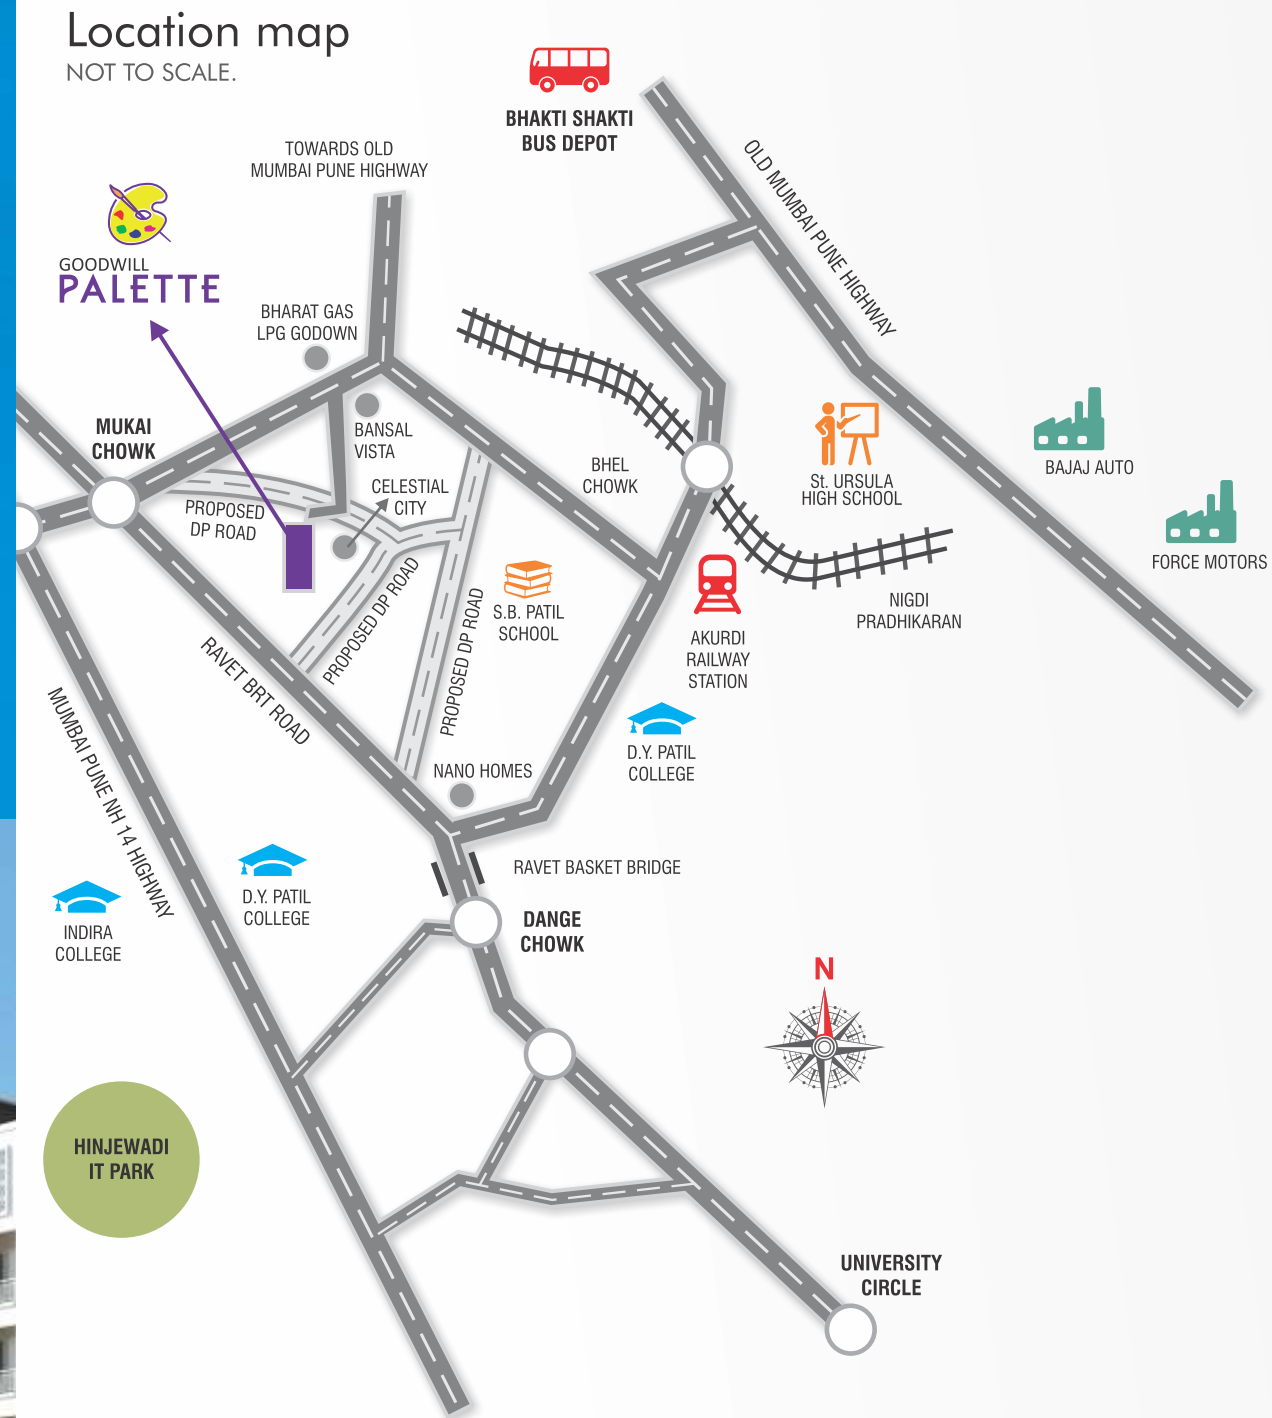 Location map
NOT TO SCALE.
BHAKTI SHAKTI
BUS DEPOT
TOWARDS OLD
MUMBAI PUNE HIGHWAY
OLD MUMBAI PUNE HIGHWAY
GOODWILL
PALETTE
BHARAT GAS
LPG GODOWN
MUKAI
CHOWK
BANSAL
VISTA
BHEL
CHOWK
St. URSULA
HIGH SCHOOL
BAJAJ AUTO
FORCE MOTORS
CELESTIAL
CITY
PROPOSED
DP ROAD
PROPOSED DP ROAD
PROPOSED DP ROAD
S.B. PATIL
SCHOOL
NIGDI
PRADHIKARAN
AKURDI
RAILWAY
STATION
RAVET BRT ROAD
MUMBAI PUNE NH 14 HIGHWAY
D.Y. PATIL
COLLEGE
NANO HOMES
RAVET BASKET BRIDGE
D.Y. PATIL
COLLEGE
INDIRA
COLLEGE
DANGE
CHOWK
N
HINJEWADI
IT PARK
UNIVERSITY
CIRCLE